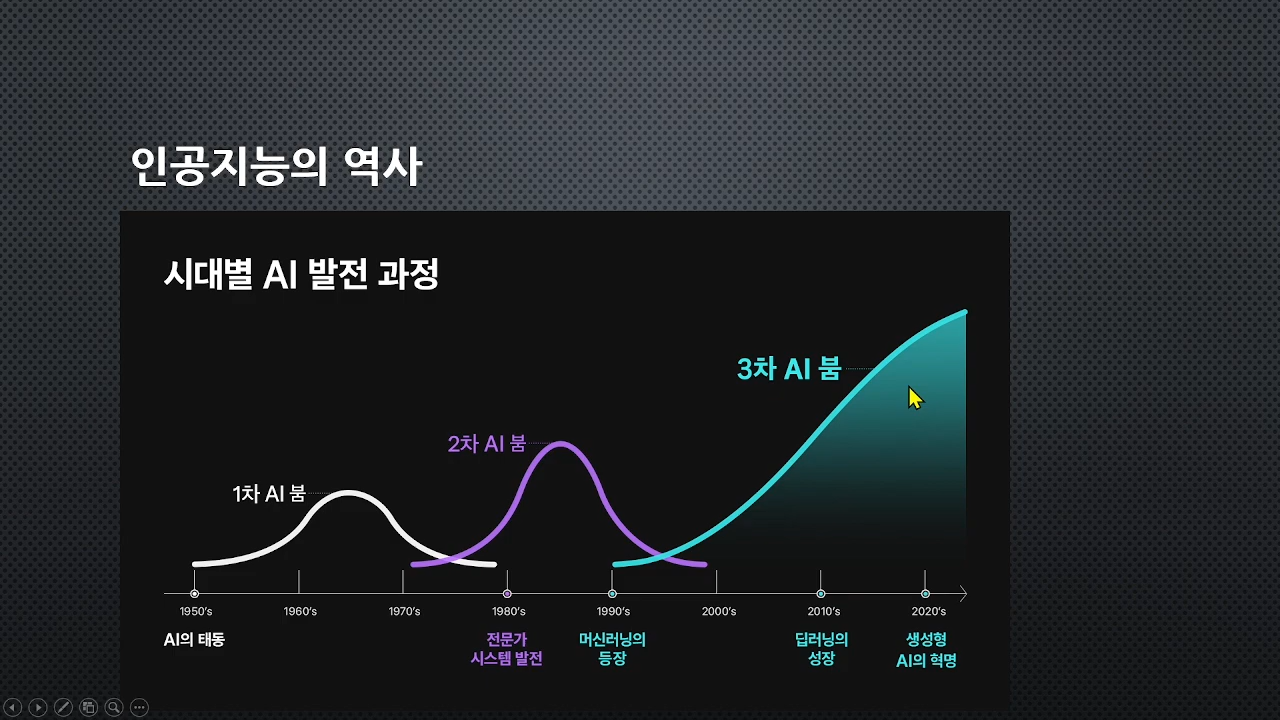 인공지능의 역사
시대별 AI 발전 과정
3차 AI 붐
2차 AI 붐
1차 AI 붐
1950's
1960's
1970's
1980's
1990's
2000's
2010's
2020's
AI의 태동
전문가
시스템 발전
머신러닝의
등장
딥러닝의
성장
생성형
AI의 혁명